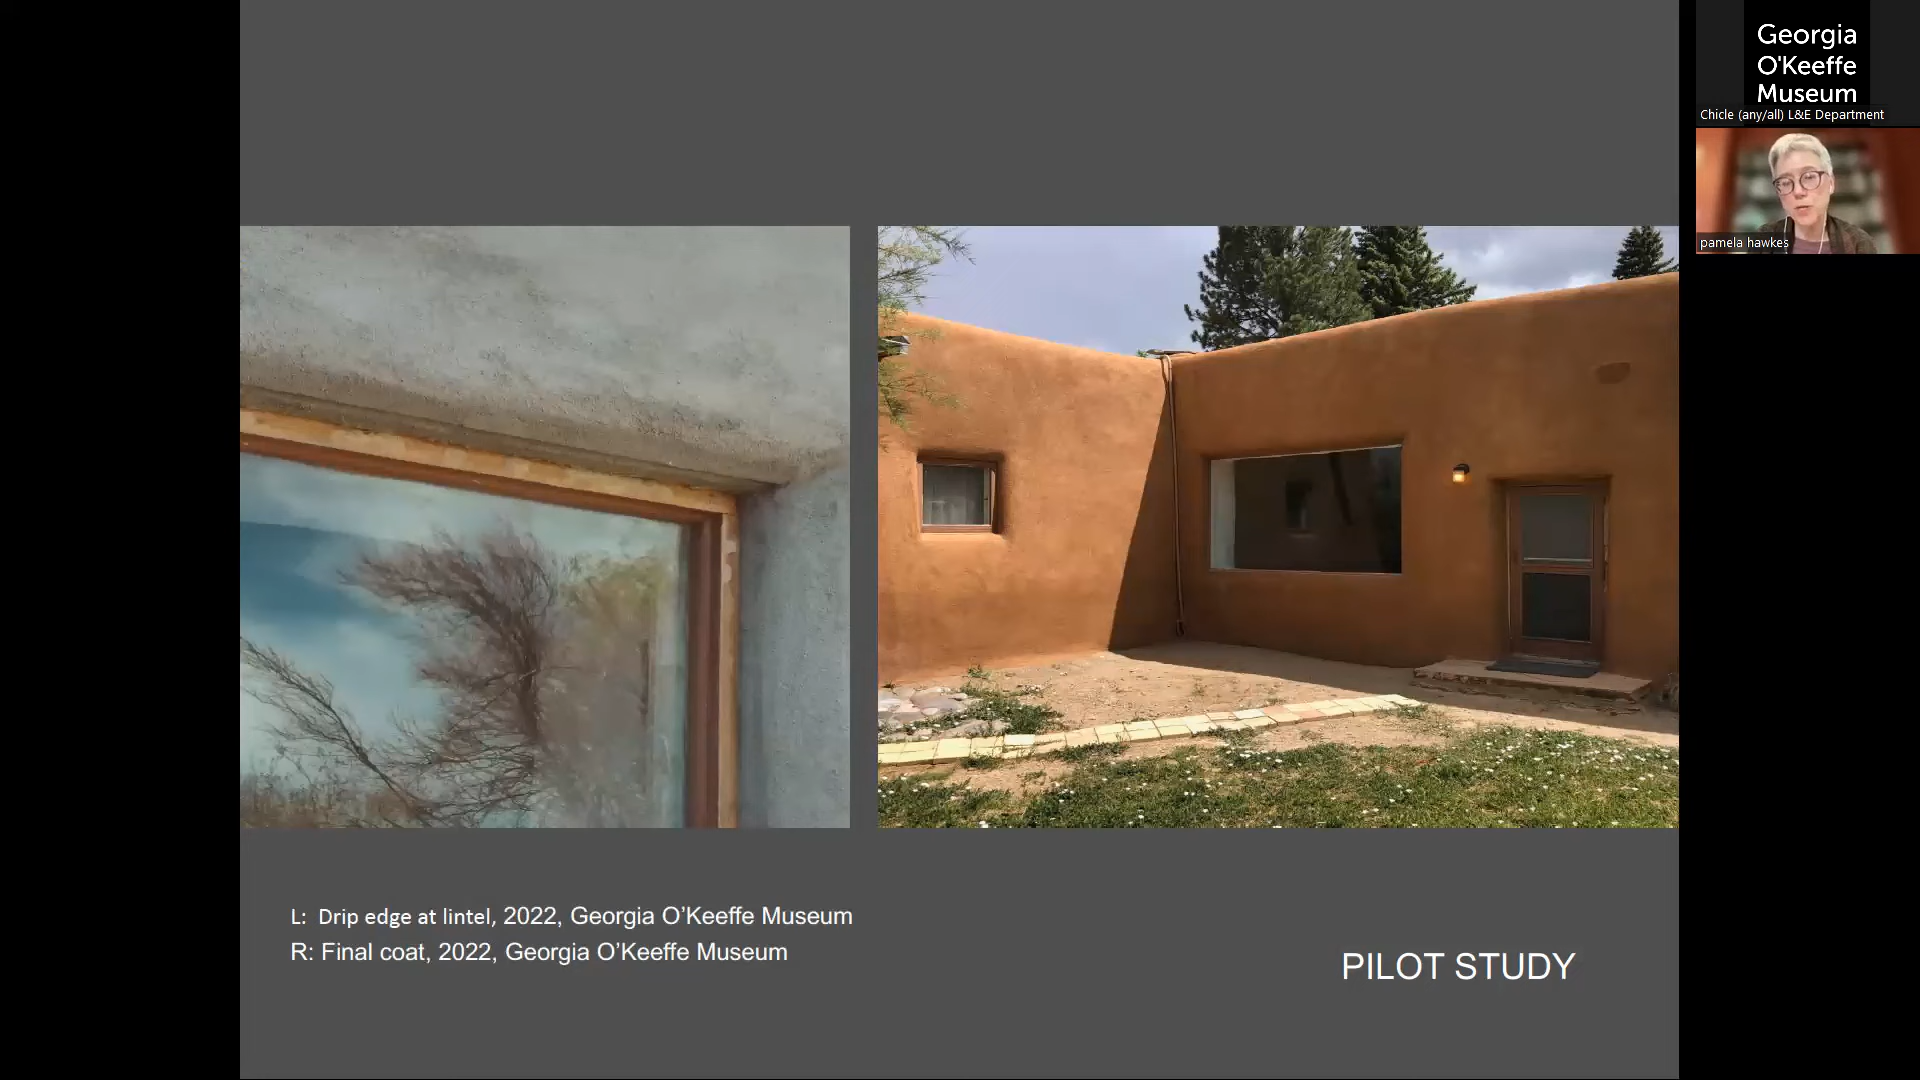 Georgia
O'Keeffe
Museum
Chicle (any/all) L&E Department
pamela hawkes
L:  Drip edge at lintel, 2022, Georgia O’Keeffe Museum
R: Final coat, 2022, Georgia O’Keeffe Museum
PILOT STUDY